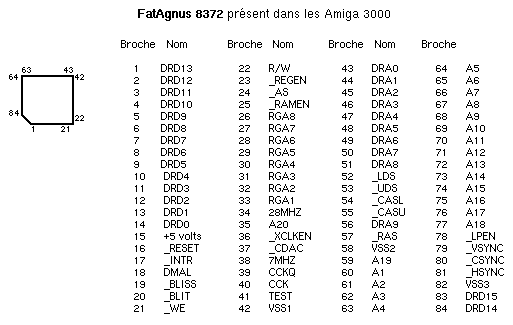 FatAgnus 8372 présent dans les Amiga 3000
Broche Nom Broche Nom Broche Nom Broche Nom
1 DRD13 22 R/W 43 DRA0 64 A5
2 DRD12 23 _REGEN 44 DRA1 65 A6
3 DRD11 24 _AS 45 DRA2 66 A7
4 DRD10 25 _RAMEN 46 DRA3 67 A8
5 DRD9 26 RGA8 47 DRA4 68 A9
6 DRD8 27 RGA7 48 DRA5 69 A10
7 DRD7 28 RGA6 49 DRA6 70 A11
8 DRD6 29 RGA5 50 DRA7 71 A12
9 DRD5 30 RGA4 51 DRA8 72 A13
10 DRD4 31 RGA3 52 _LDS 73 A14
11 DRD3 32 RGA2 53 _UDS 74 A15
12 DRD2 33 RGA1 54 _CASL 75 A16
13 DRD1 34 28MHZ 55 _CASU 76 A17
14 DRD0 35 A20 56 DRA9 77 A18
15 +5 volts 36 _XCLKEN 57 _RAS 78 _LPEN
16 _RESET 37 _CDAC 58 VSS2 79 _VSYNC
17 _INTR 38 7MHZ 59 A19 80 _CSYNC
18 DMAL 39 CCKQ 60 A1 81 _HSYNC
19 _BLISS 40 CCK 61 A2 82 VSS3
20 _BLIT 41 TEST 62 A3 83 DRD15
21 _WE 42 VSS1 63 A4 84 DRD14
63 43
64 42
84 22
1 21